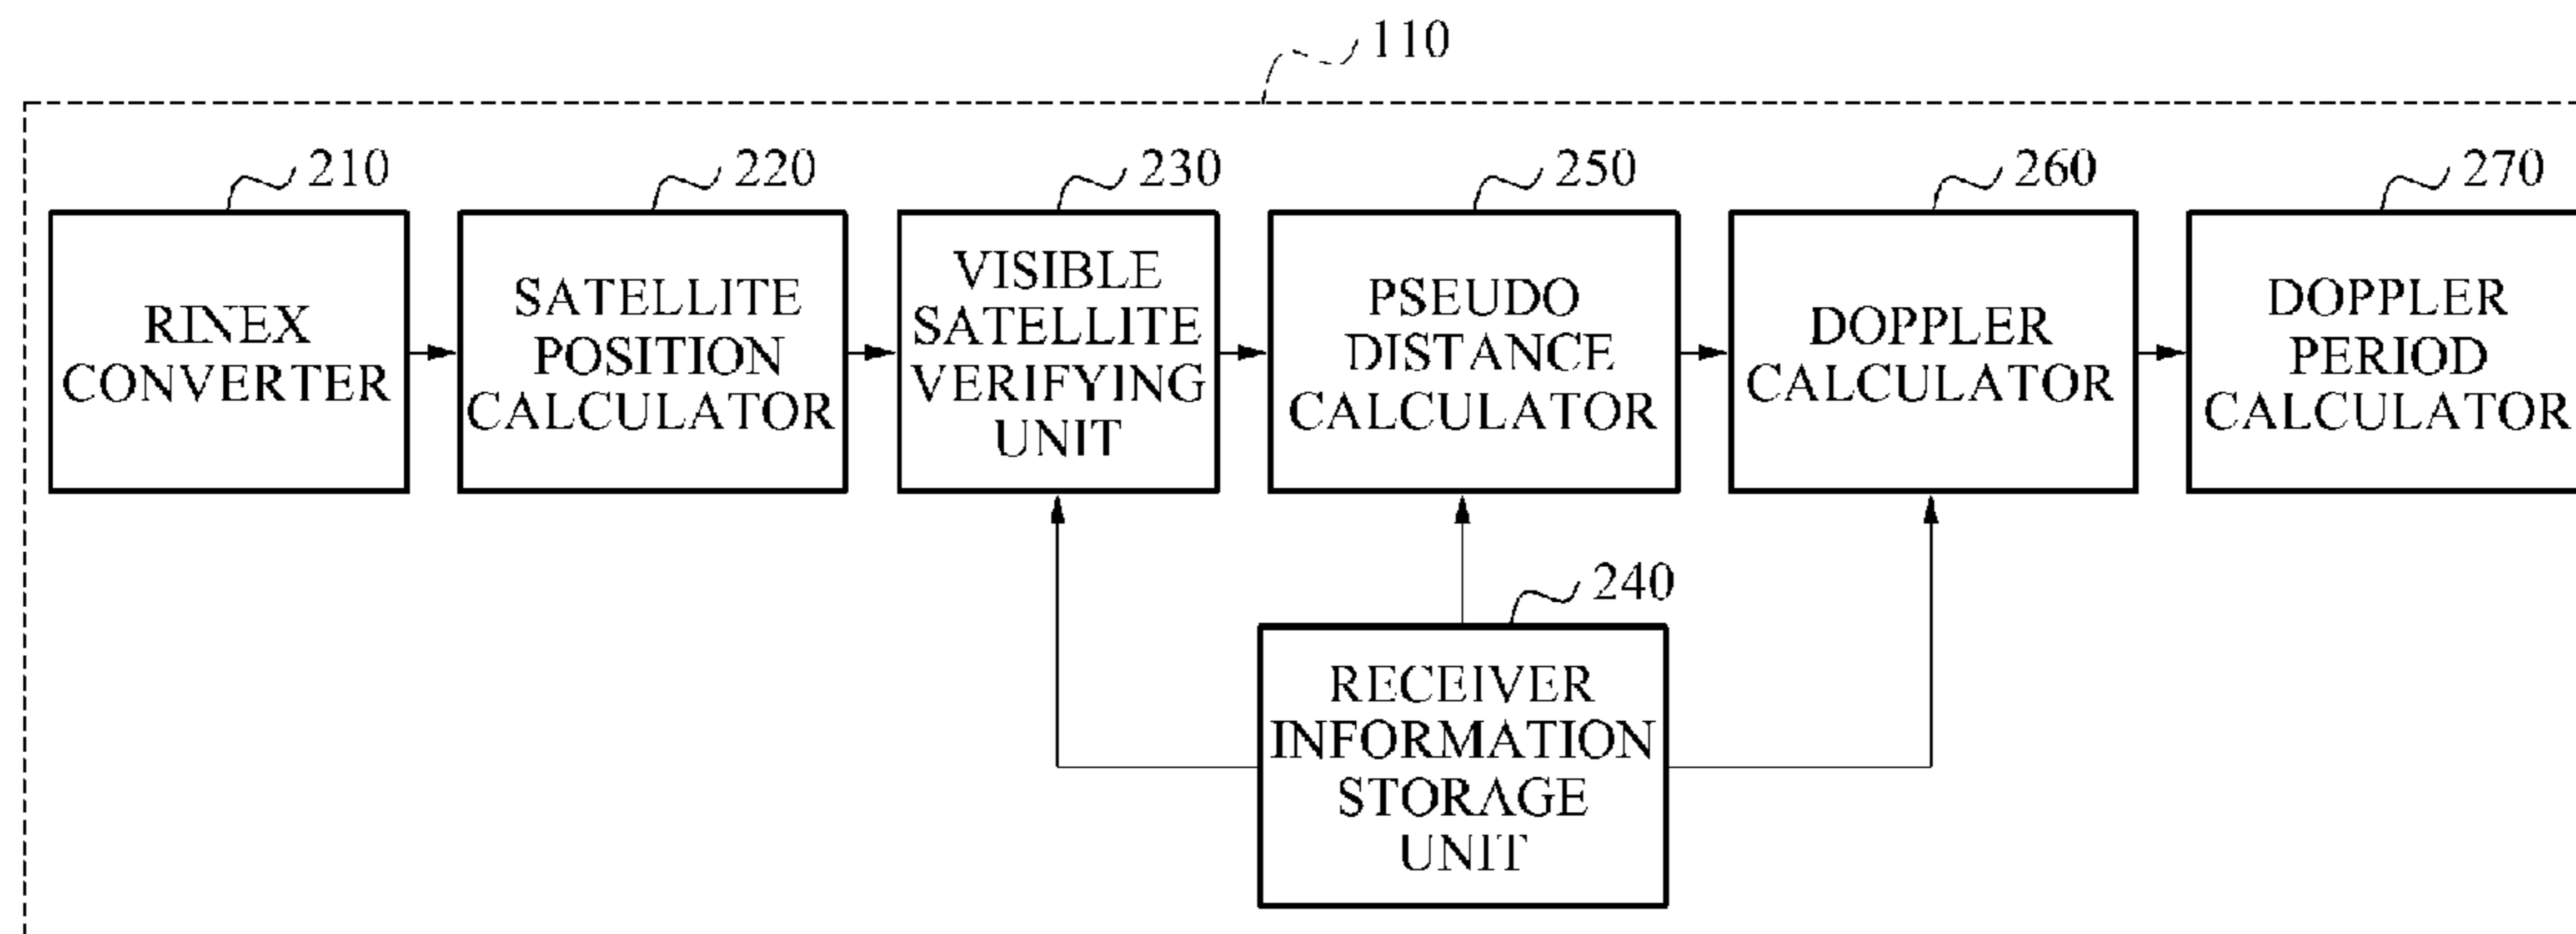 110
210
220
230
250
260
270
RINEX
CONVERTER
SATELLITE
POSITION
CALCULATOR
VISIBLE
SATELLITE
VERIFYING
UNIT
PSEUDO
DISTANCE
CALCULATOR
DOPPLER
CALCULATOR
DOPPLER
PERIOD
CALCULATOR
240
RECEIVER
INFORMATION
STORAGE
UNIT